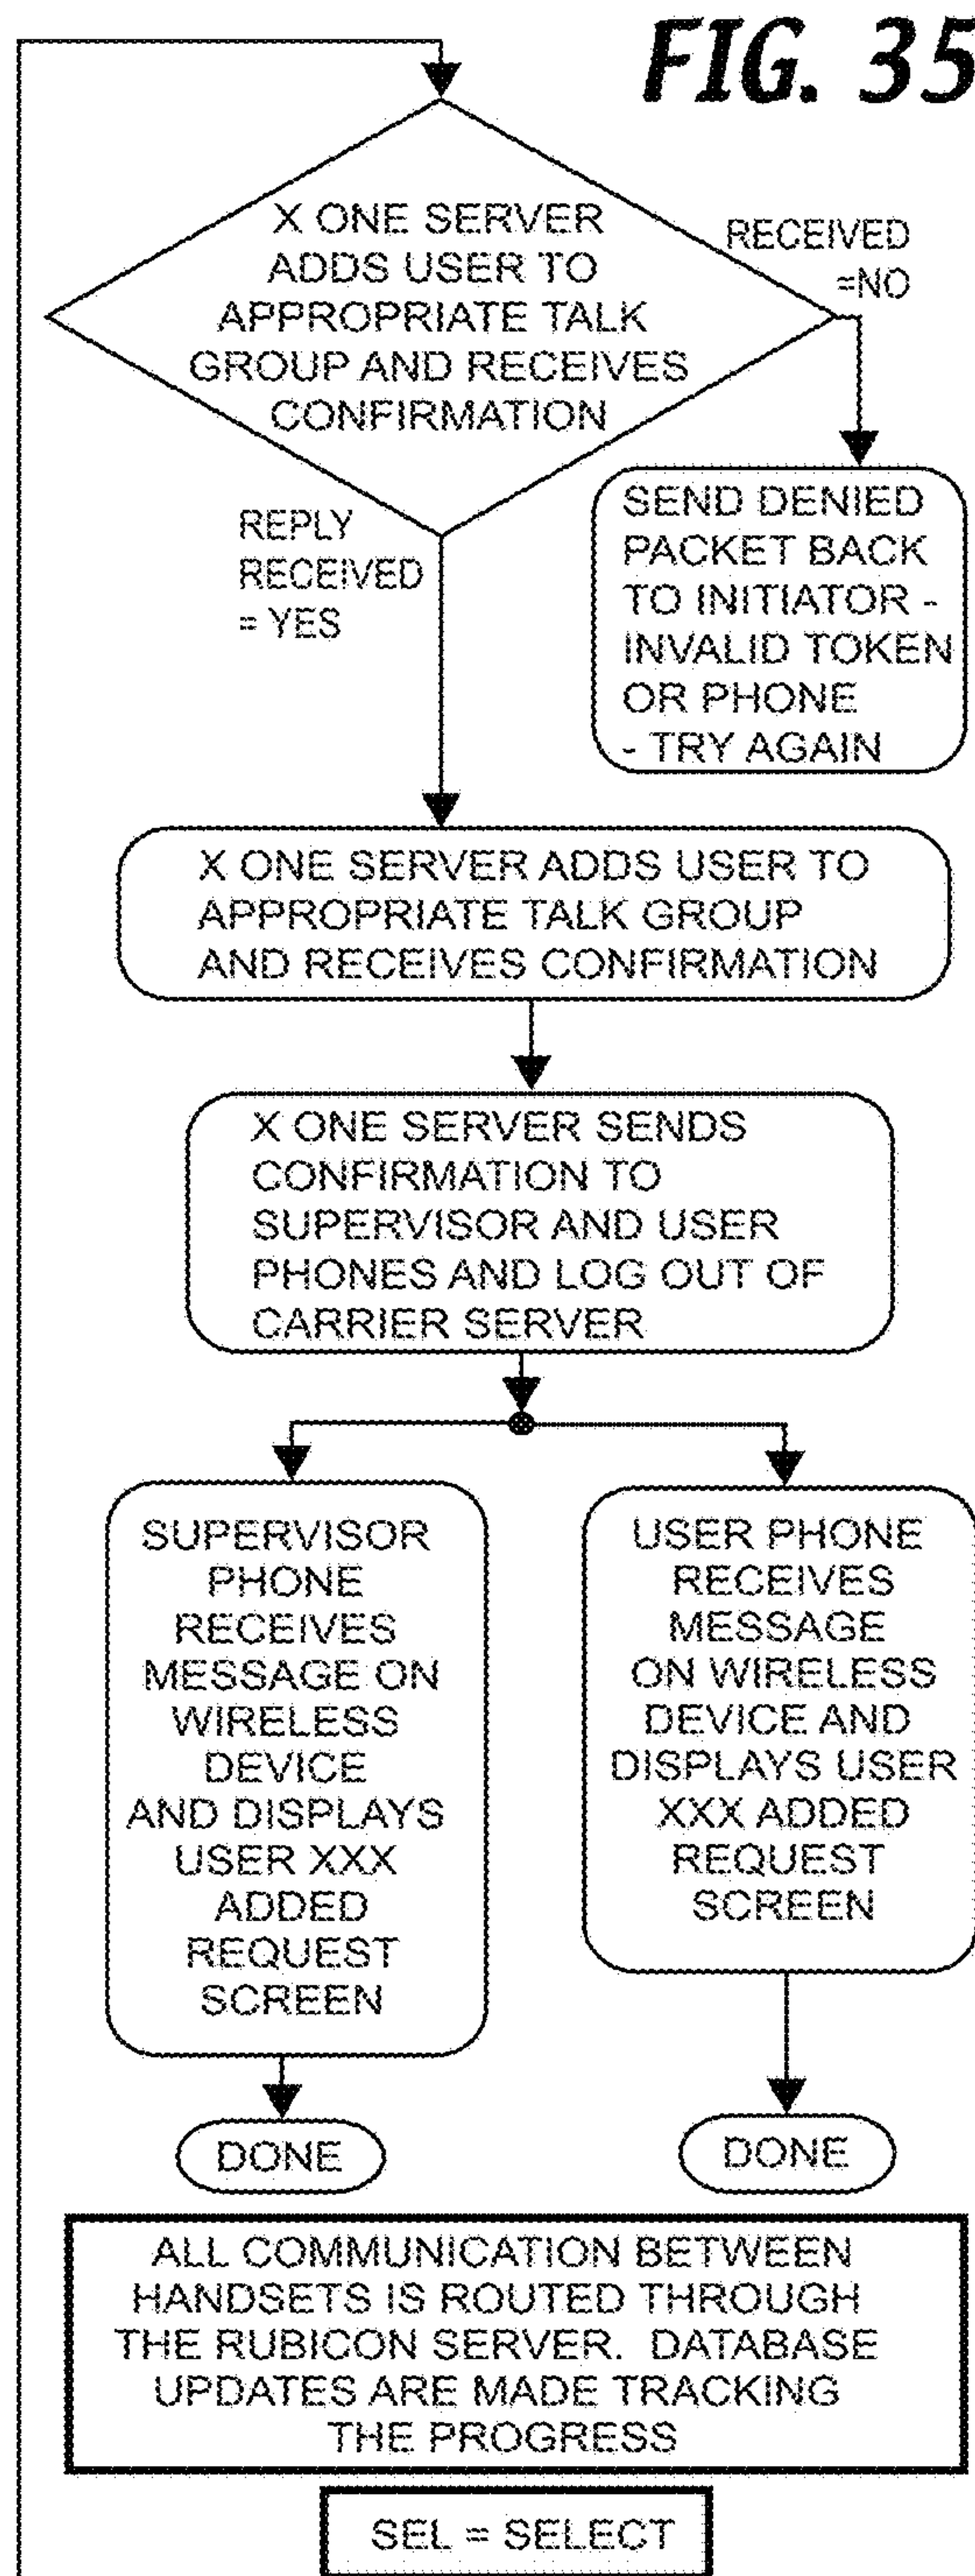 FIG. 35
X ONE SERVER
ADDS USER TO
APPROPRIATE TALK
GROUP AND RECEIVES
CONFIRMATION
RECEIVED
=NO
REPLY
RECEIVED
= YES
SEND DENIED
PACKET BACK
TO INITIATOR -
INVALID TOKEN
OR PHONE
- TRY AGAIN
X ONE SERVER ADDS USER TO
APPROPRIATE TALK GROUP
AND RECEIVES CONFIRMATION
X ONE SERVER SENDS
CONFIRMATION TO
SUPERVISOR AND USER
PHONES AND LOG OUT OF
CARRIER SERVER
SUPERVISOR
PHONE
RECEIVES
MESSAGE ON
WIRELESS
DEVICE
AND DISPLAYS
USER XXX
ADDED
REQUEST
SCREEN
USER PHONE
RECEIVES
MESSAGE
ON WIRELESS
DEVICE AND
DISPLAYS USER
XXX ADDED
REQUEST
SCREEN
DONE
DONE
ALL COMMUNICATION BETWEEN
HANDSETS IS ROUTED THROUGH
THE RUBICON SERVER. DATABASE
UPDATES ARE MADE TRACKING
THE PROGRESS
SEL = SELECT